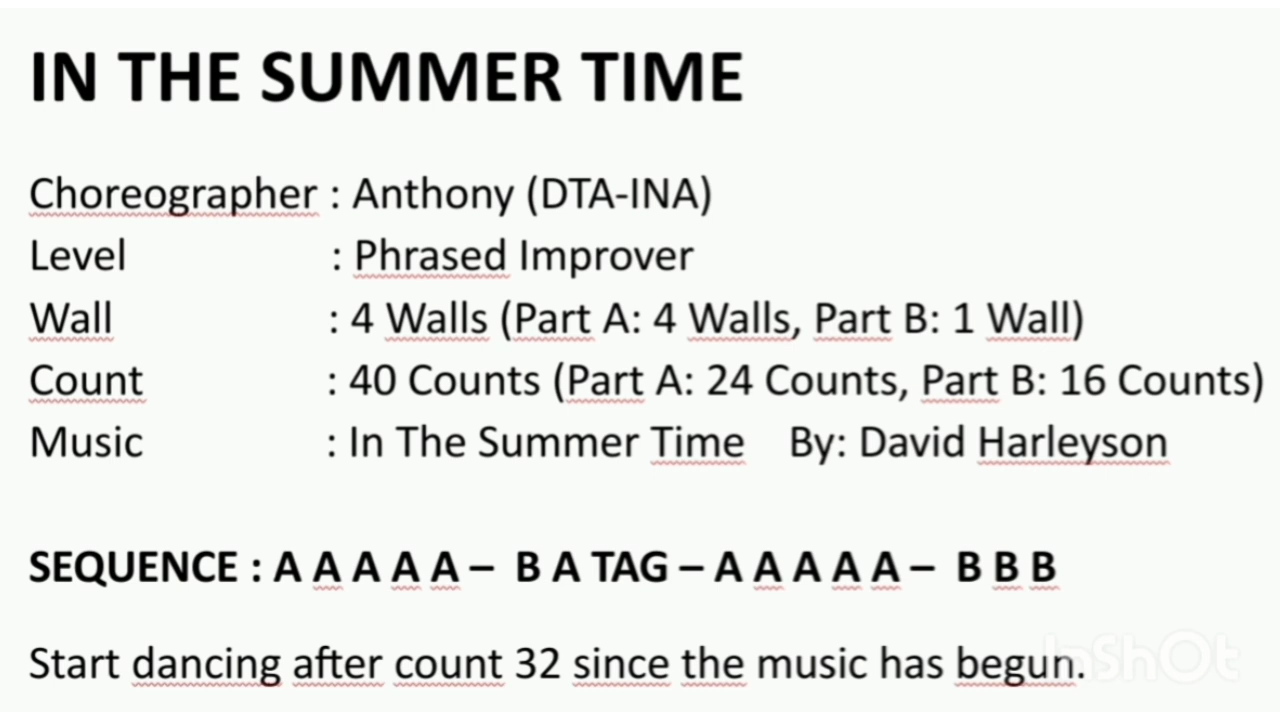 IN THE SUMMER TIME
Choreographer : Anthony (DTA-INA)
Level : Phrased Improver
Wall : 4 Walls (Part A: 4 Walls, Part B: 1 Wall)
Count : 40 Counts (Part A: 24 Counts, Part B: 16 Counts)
Music : In The Summer Time By: David Harleyson
SEQUENCE : A A A A A – B A TAG – A A A A A – B B B
Start dancing after count 32 since the music has begun.
InShOt